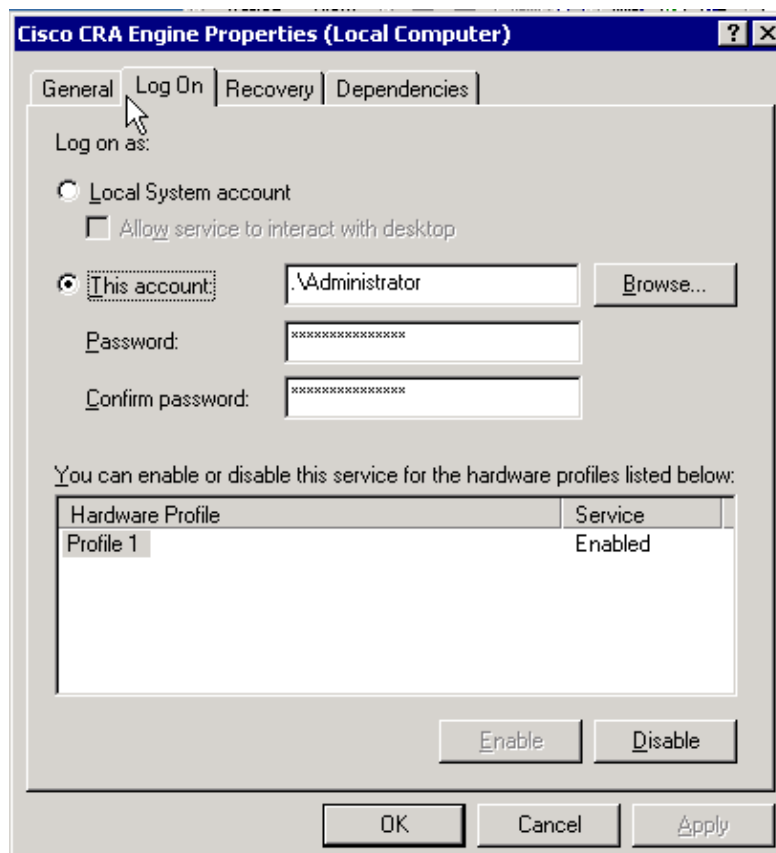 Cisco CRA Engine Properties (Local Computer)
General Log On Recovery Dependencies
Log on as:
Local System account
Allow service to interact with desktop
This account: .\Administrator Browse...
Password: ***************
Confirm password: ***************
You can enable or disable this service for the hardware profiles listed below:
Hardware Profile Service
Profile 1 Enabled
Enable Disable
OK Cancel Apply